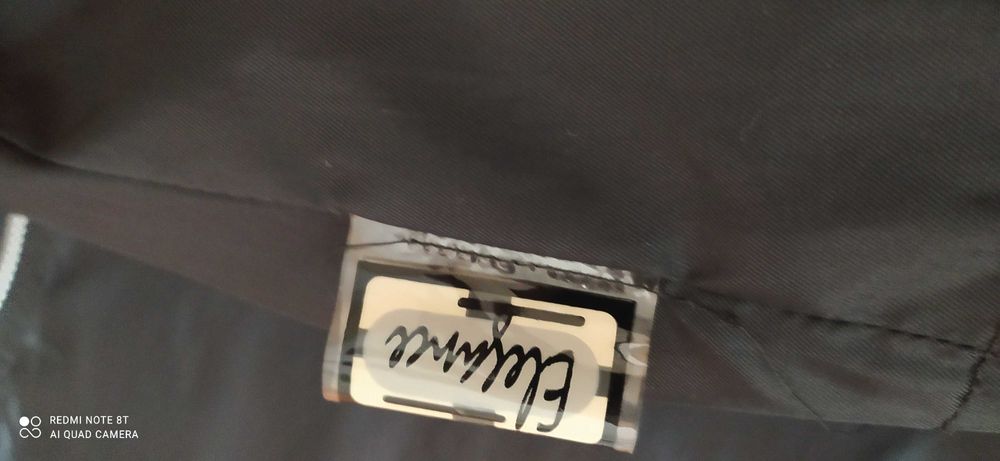 Elegance
REDMI NOTE 8T
AI QUAD CAMERA